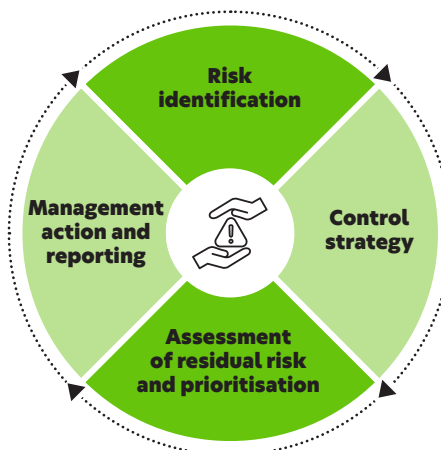 Risk
identification
Control
strategy
Assessment
of residual risk
and prioritisation
Management
action and
reporting